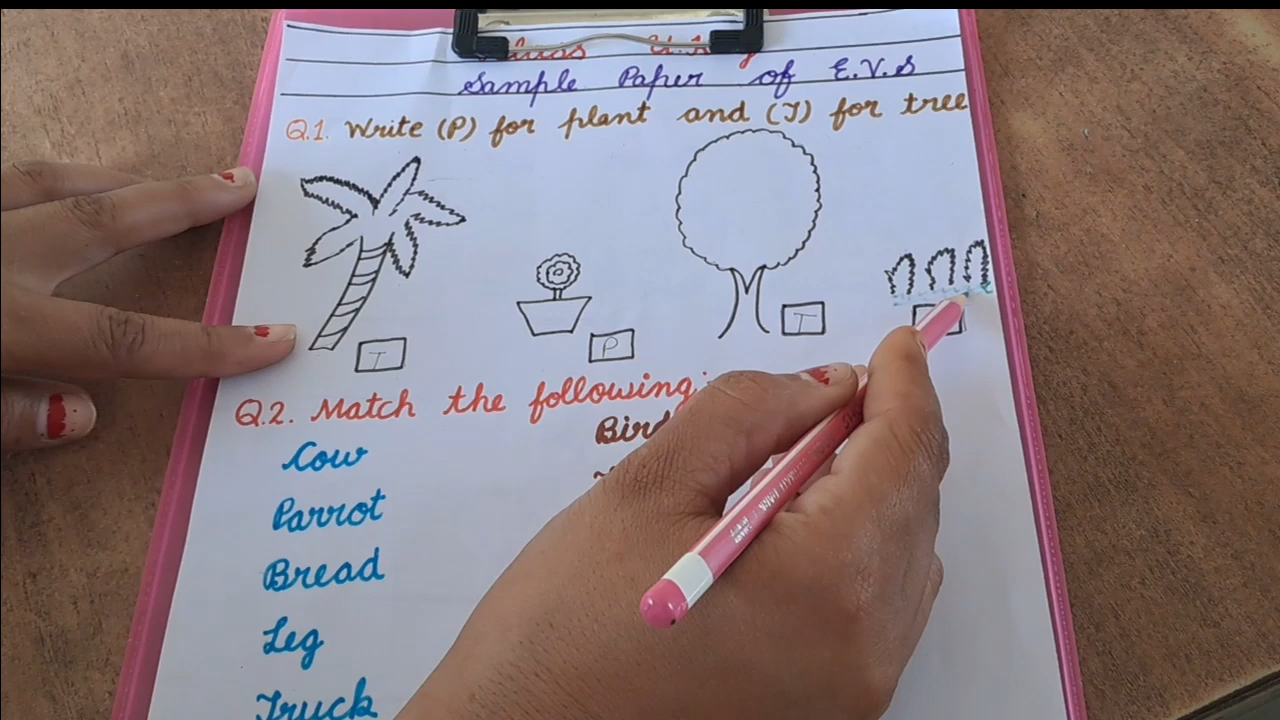 Sample Paper of E.V.S
Q.1. Write (P) for plant and (T) for tree
T
P
T
Q.2. Match the following:
Cow
Parrot
Bread
Leg
Truck